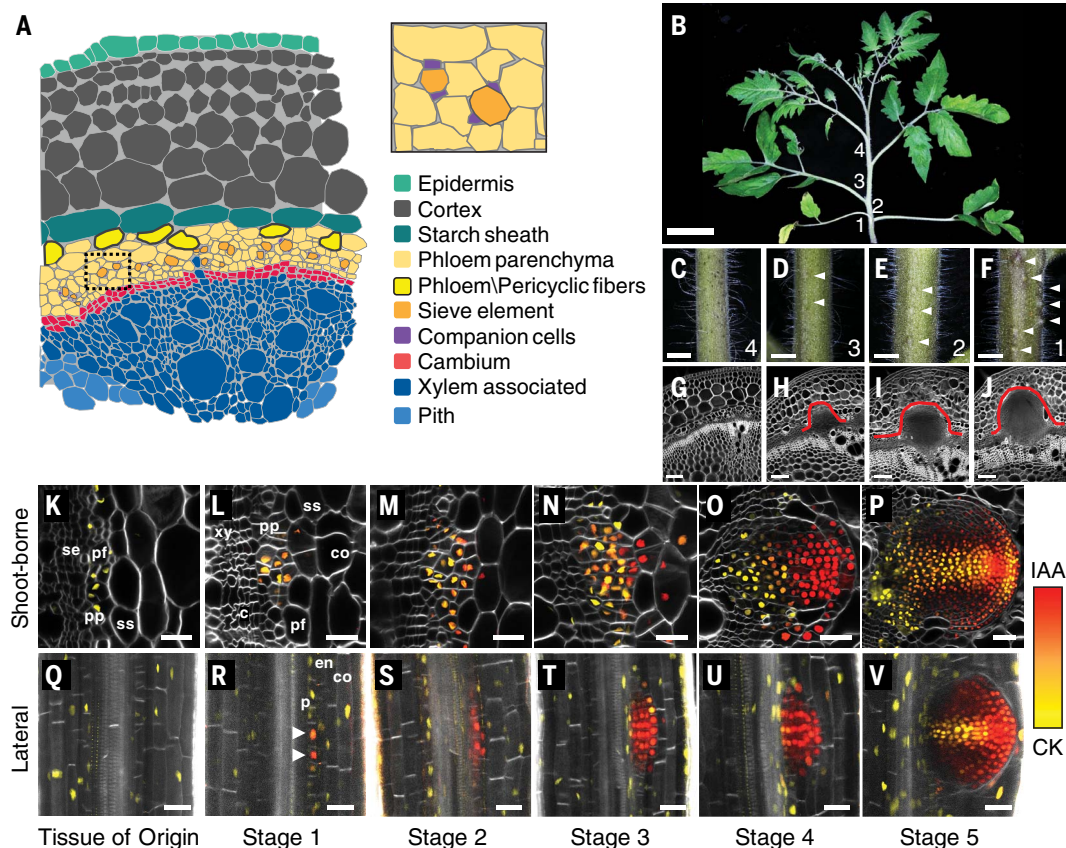 A
B
Epidermis
Cortex
Starch sheath
Phloem parenchyma
Phloem\Pericyclic fibers
Sieve element
Companion cells
Cambium
Xylem associated
Pith
4
3
2
1
C
4
D
3
E
2
F
1
G
H
I
J
Shoot-borne
K
se
pf
pp
ss
L
ss
xy
pp
co
c
pf
M
N
O
P
IAA
CK
Lateral
Q
R
en
co
p
S
T
U
V
Tissue of Origin
Stage 1
Stage 2
Stage 3
Stage 4
Stage 5